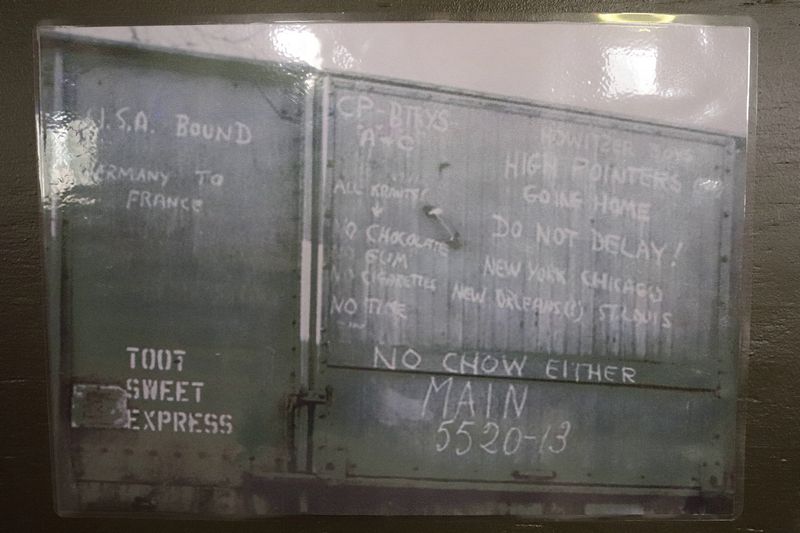 U.S.A. BOUND
GERMANY TO
FRANCE
TOOT
SWEET
EXPRESS
CP-BTRYS
"A+C"
ALL KRAUTS
NO CHOCOLATE
NO GUM
NO CIGARETTES
NO TIME
HOWITZER
HIGH POINTERS
GOING HOME
DO NOT DELAY!
NEW YORK CHICAGO
NEW ORLEANS(!) ST. LOUIS
NO CHOW EITHER
MAIN
5520-13